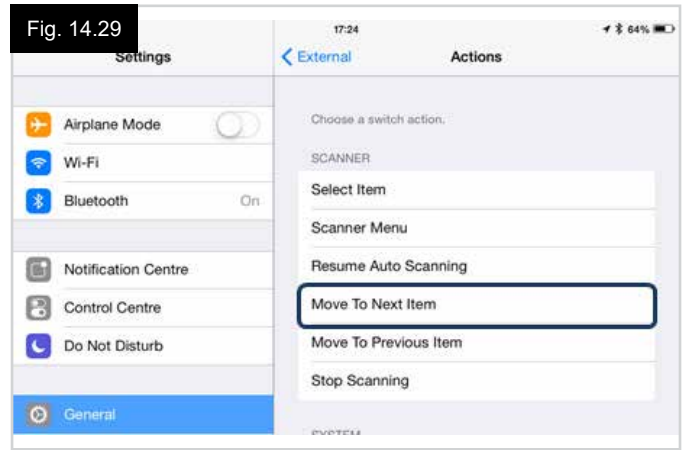 Fig. 14.29
17:24
64%
Settings
External
Actions
Airplane Mode
Wi-Fi
Bluetooth On
Notification Centre
Control Centre
Do Not Disturb
General
Choose a switch action.
SCANNER
Select Item
Scanner Menu
Resume Auto Scanning
Move To Next Item
Move To Previous Item
Stop Scanning
SYSTEM